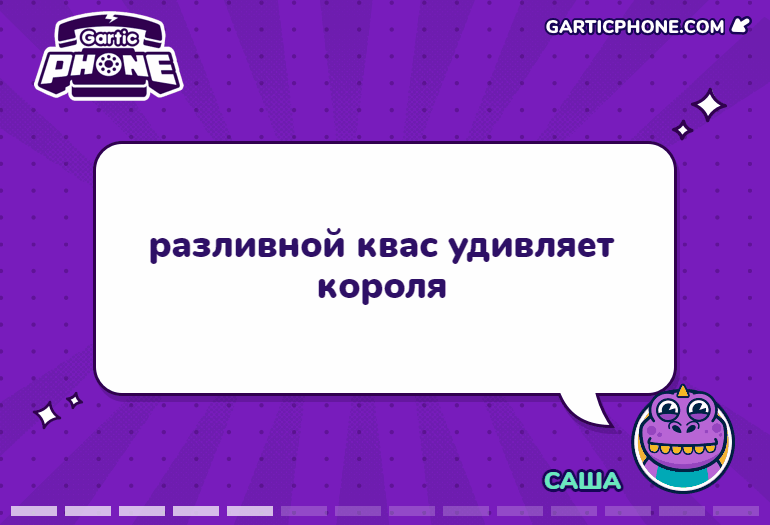 Gartic
PHONE
GARTICPHONE.COM
разливной квас удивляет
короля
САША